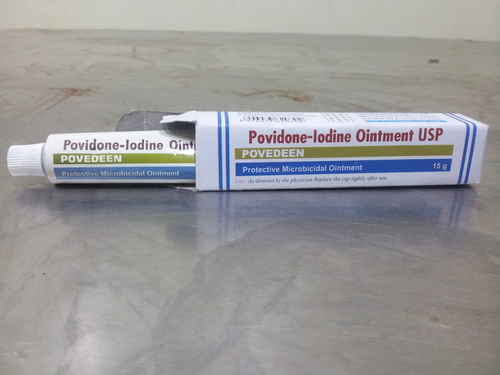 Povidone-Iodine Oint
POVEDEEN
Protective Microbicidal Ointment
Povidone-Iodine Ointment USP
POVEDEEN
Protective Microbicidal Ointment 15 g
Use: As directed by the physician Replace the cap tightly after use.